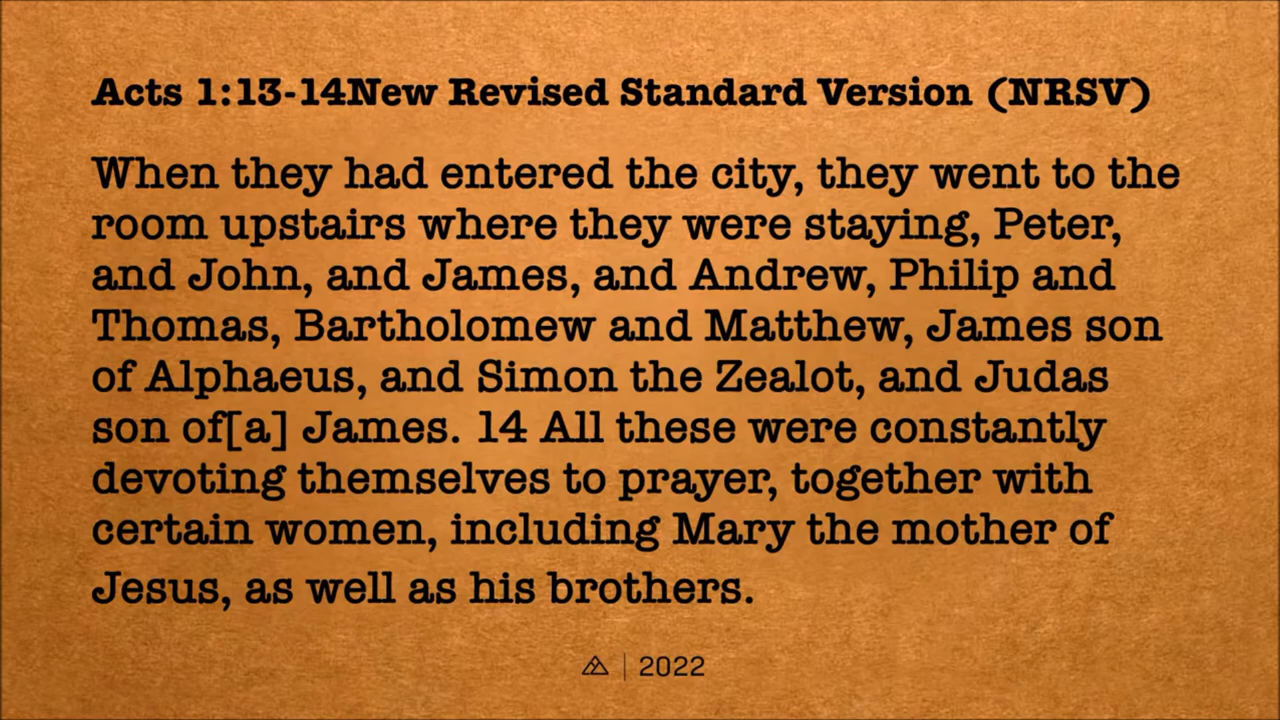 Acts 1:13-14New Revised Standard Version (NRSV)
When they had entered the city, they went to the
room upstairs where they were staying, Peter,
and John, and James, and Andrew, Philip and
Thomas, Bartholomew and Matthew, James son
of Alphaeus, and Simon the Zealot, and Judas
son of[a] James. 14 All these were constantly
devoting themselves to prayer, together with
certain women, including Mary the mother of
Jesus, as well as his brothers.
2022